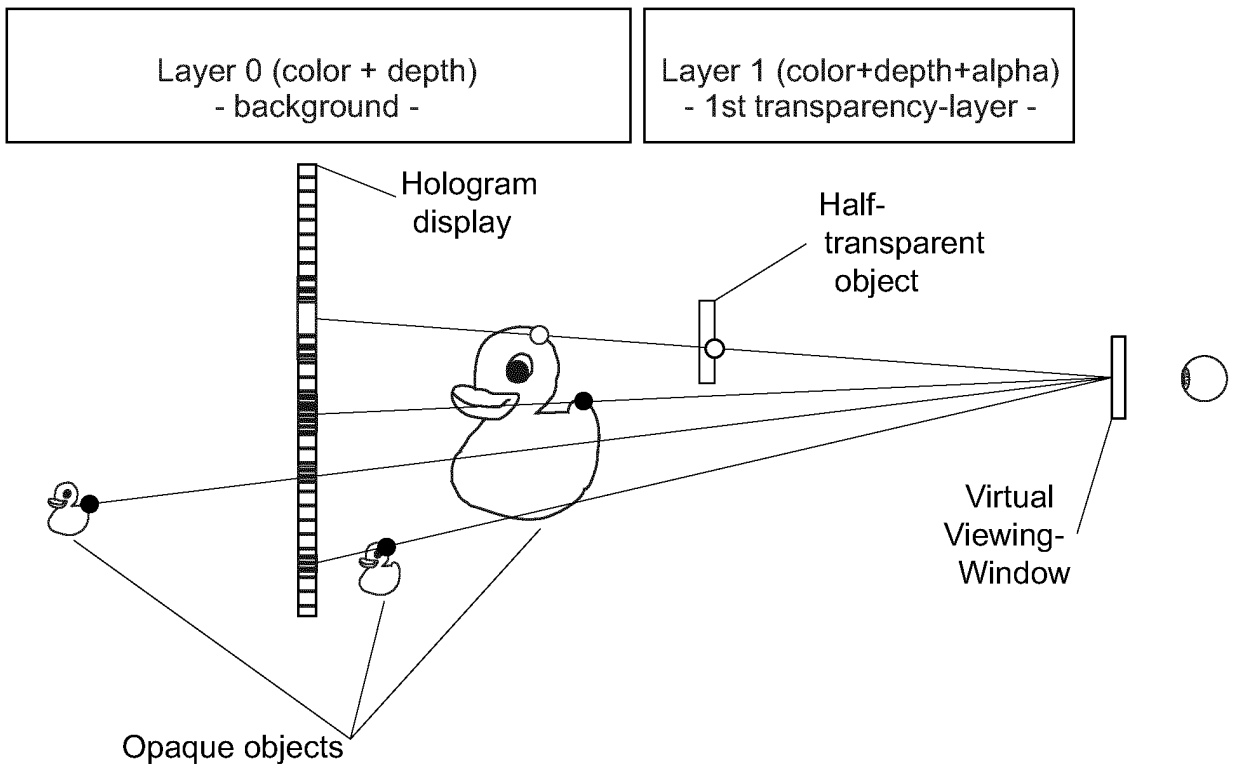 Layer 0 (color + depth)
- background -
Layer 1 (color+depth+alpha)
- 1st transparency-layer -
Hologram
display
Half-
transparent
object
Virtual
Viewing-
Window
Opaque objects